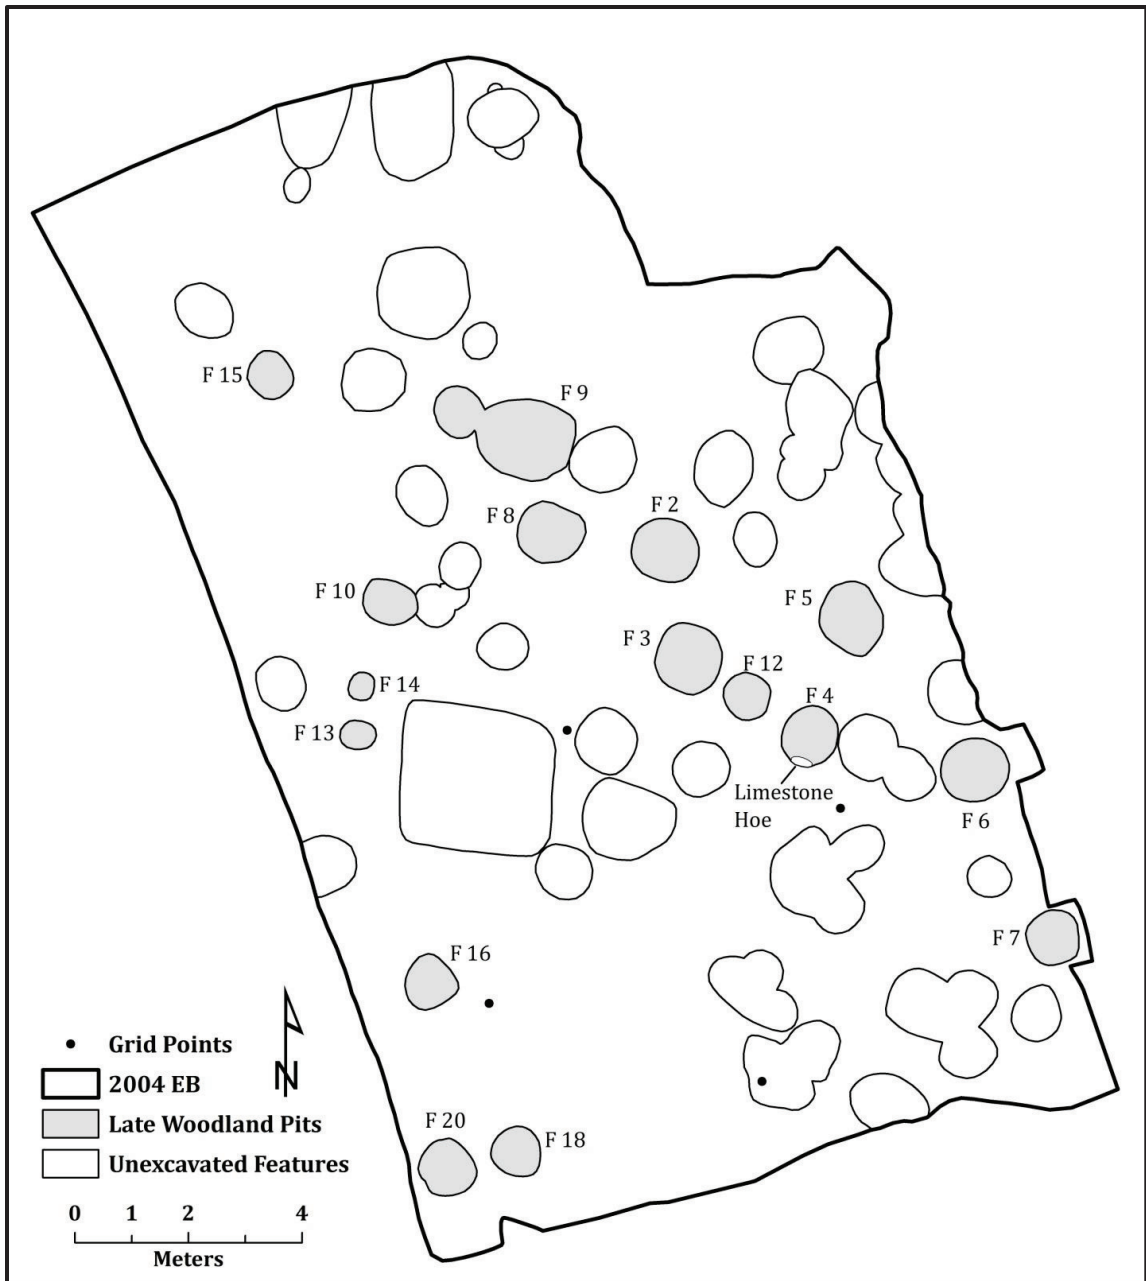 F 15
F 9
F 8
F 2
F 10
F 5
F 3
F 12
F 14
F 4
F 13
Limestone
Hoe
F 6
F 7
F 16
Grid Points
N
2004 EB
Late Woodland Pits
F 20
F 18
Unexcavated Features
0 1 2 4
Meters